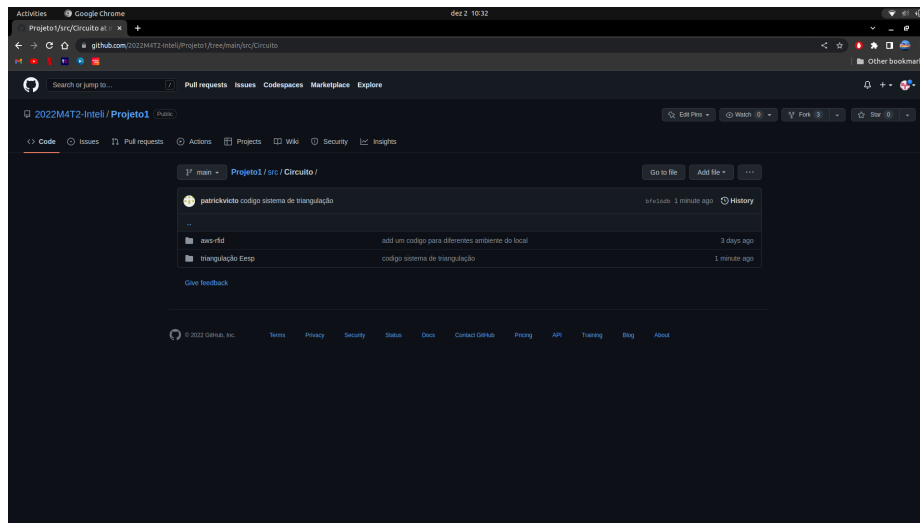 Activities Google Chrome dez 2 10:32
Projeto1/src/Circuito at
github.com/2022M4T2-Inteli/Projeto1/tree/main/src/Circuito
Other bookmar
Search or jump to... / Pull requests Issues Codespaces Marketplace Explore
2022M4T2-Inteli / Projeto1 Public Edit Pins Watch 0 Fork 3 Star 0
Code Issues Pull requests Actions Projects Wiki Security Insights
main Projeto1 / src / Circuito / Go to file Add file ...
patrickvicto codigo sistema de triangulação 1 minute ago History
..
aws-rfid add um codigo para diferentes ambiente do local 3 days ago
triangulação Eesp codigo sistema de triangulação 1 minute ago
Give feedback
© 2022 GitHub, Inc. Terms Privacy Security Status Docs Contact GitHub Pricing API Training Blog About